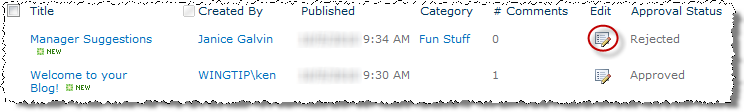 Title Created By Published Category # Comments Edit Approval Status
Manager Suggestions Janice Galvin 9:34 AM Fun Stuff 0 Rejected
NEW
Welcome to your WINGTIP\ken 9:30 AM 1 Approved
Blog! NEW